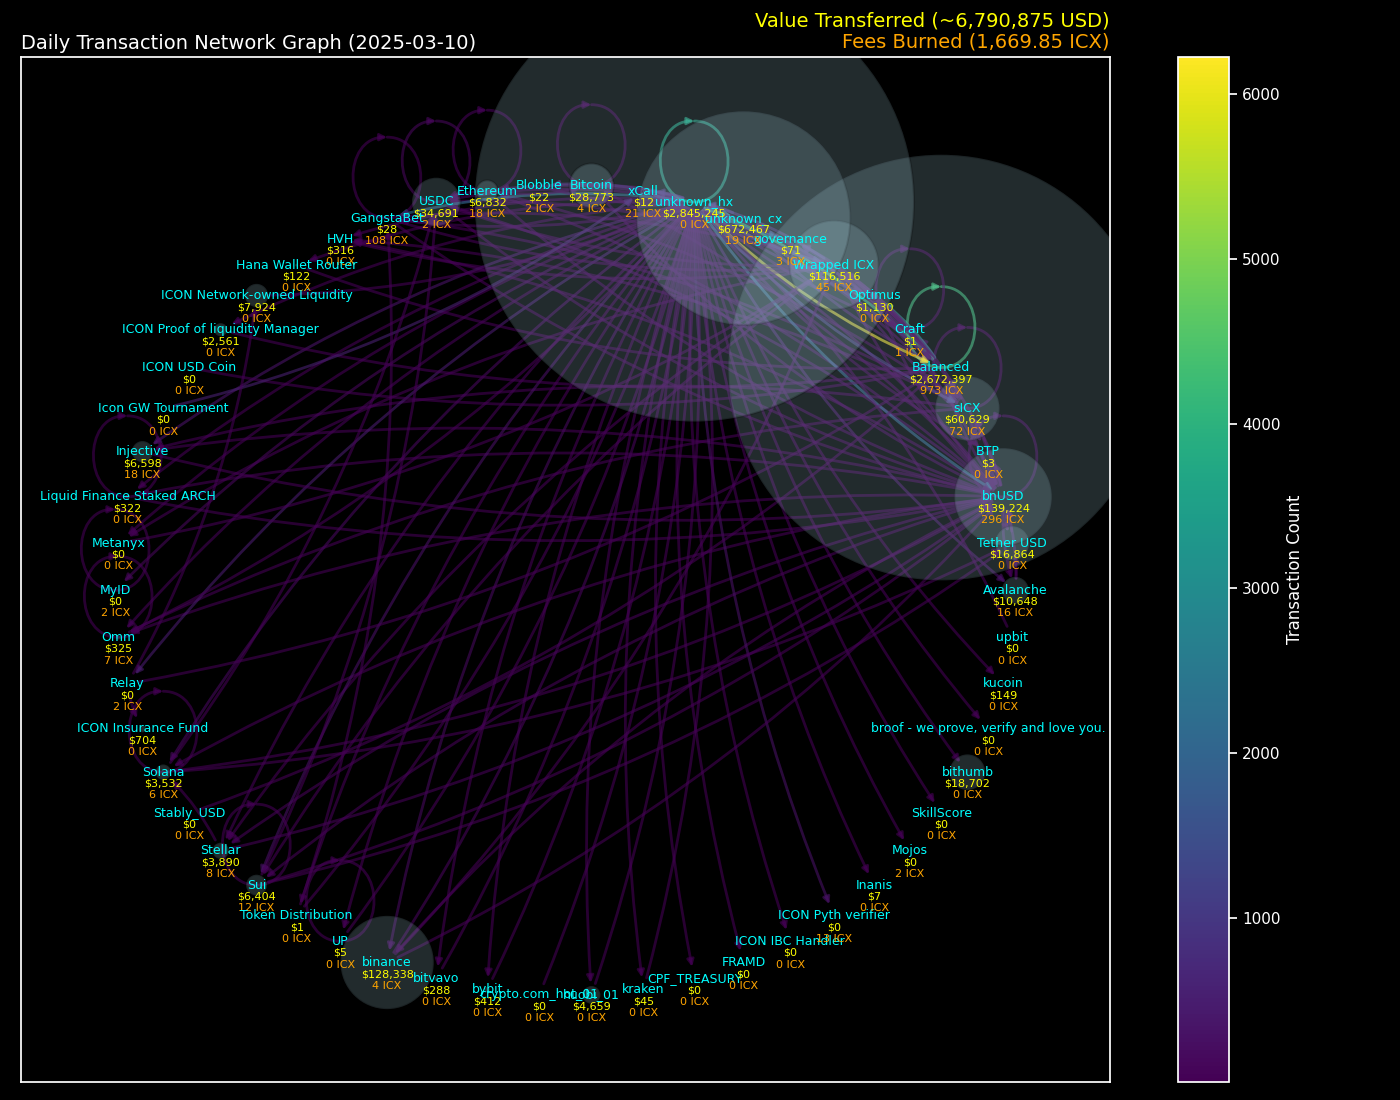 Value Transferred (~6,790,875 USD)
Daily Transaction Network Graph (2025-03-10)
Fees Burned (1,669.85 ICX)
unknown_hx
$2,845,245
0 ICX
xCall
$12
21 ICX
Bitcoin
$28,773
4 ICX
Blobble
$22
2 ICX
Ethereum
$6,832
18 ICX
USDC
$34,691
2 ICX
GangstaBet
$28
108 ICX
HVH
$316
0 ICX
Hana Wallet Router
$122
0 ICX
ICON Network-owned Liquidity
$7,924
0 ICX
ICON Proof of liquidity Manager
$2,561
0 ICX
ICON USD Coin
$0
0 ICX
Icon GW Tournament
$0
0 ICX
Injective
$6,598
18 ICX
Liquid Finance Staked ARCH
$322
0 ICX
Metanyx
$0
0 ICX
MyID
$0
2 ICX
Omm
$325
7 ICX
Relay
$0
2 ICX
ICON Insurance Fund
$704
0 ICX
Solana
$3,532
6 ICX
Stably_USD
$0
0 ICX
Stellar
$3,890
8 ICX
Sui
$6,404
12 ICX
Token Distribution
$1
0 ICX
UP
$5
0 ICX
binance
$128,338
4 ICX
bitvavo
$288
0 ICX
bybit
$412
0 ICX
$0
0 ICX
$4,659
0 ICX
kraken
$45
0 ICX
CPF_TREASURY
$0
0 ICX
FRAMD
$0
0 ICX
ICON IBC Handler
$0
0 ICX
ICON Pyth verifier
$0
ICX
Inanis
$7
0 ICX
Mojos
$0
2 ICX
SkillScore
$0
0 ICX
bithumb
$18,702
0 ICX
broof - we prove, verify and love you.
$0
0 ICX
kucoin
$149
0 ICX
upbit
$0
0 ICX
Avalanche
$10,648
16 ICX
Tether USD
$16,864
0 ICX
bnUSD
$139,224
296 ICX
BTP
$3
0 ICX
sICX
$60,629
72 ICX
Balanced
$2,672,397
973 ICX
Craft
$1
1 ICX
Optimus
$1,130
0 ICX
Wrapped ICX
$116,516
45 ICX
governance
$71
3 ICX
unknown_cx
$672,467
19 ICX
6000
5000
4000
3000
2000
1000
Transaction Count